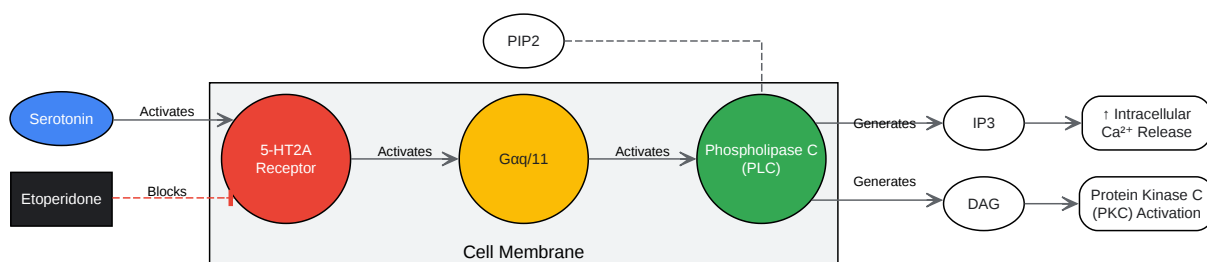 PIP2
Serotonin
Activates
5-HT2A
Receptor
Activates
Gαq/11
Activates
Phospholipase C
(PLC)
Generates
IP3
↑ Intracellular
Ca²⁺ Release
Etoperidone
Blocks
Generates
DAG
Protein Kinase C
(PKC) Activation
Cell Membrane